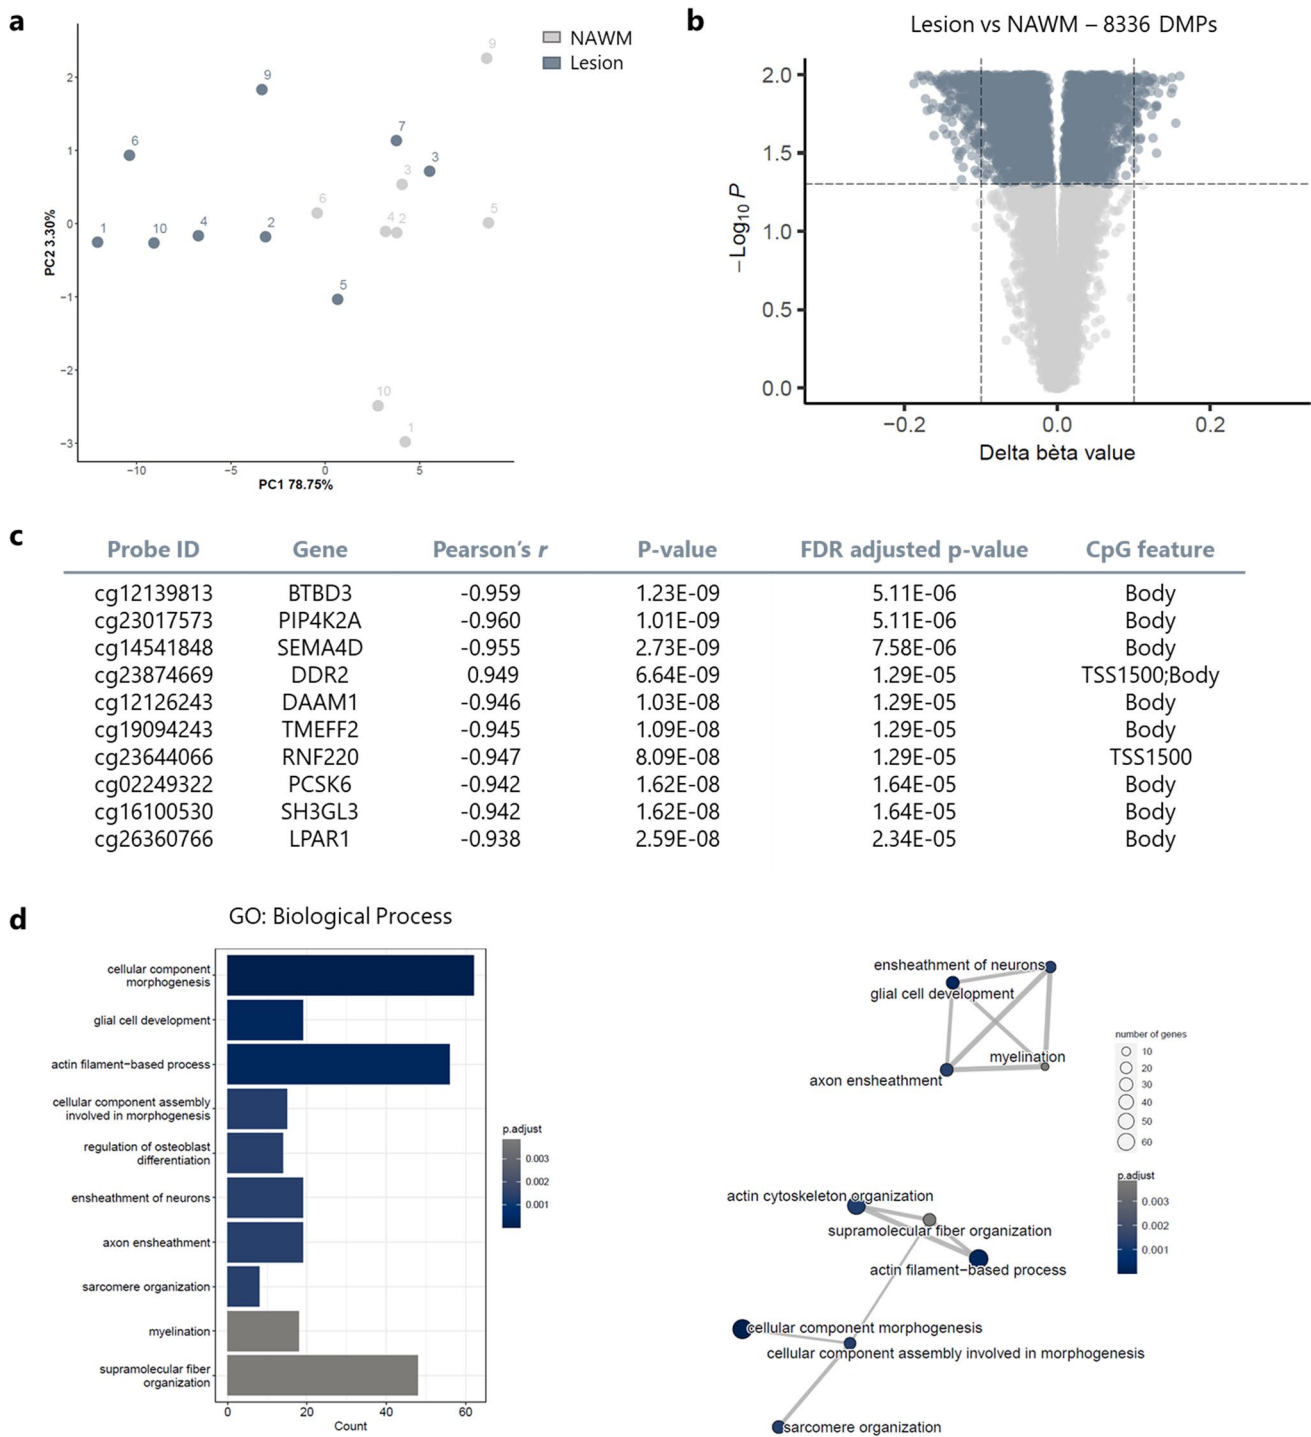 a
NAWM
Lesion
9
9
7
3
3
6
6
5
4
2
1
10
4
2
5
10
1
2
1
0
−1
−2
−3
PC2 3.30%
−10
−5
0
5
PC1 78.75%
b
Lesion vs NAWM – 8336 DMPs
2.0
1.5
1.0
0.5
0.0
−Log10 P
−0.2
0.0
0.2
Delta bèta value
c
Probe ID Gene Pearson's r P-value FDR adjusted p-value CpG feature
cg12139813 BTBD3 -0.959 1.23E-09 5.11E-06 Body
cg23017573 PIP4K2A -0.960 1.01E-09 5.11E-06 Body
cg14541848 SEMA4D -0.955 2.73E-09 7.58E-06 Body
cg23874669 DDR2 0.949 6.64E-09 1.29E-05 TSS1500;Body
cg12126243 DAAM1 -0.946 1.03E-08 1.29E-05 Body
cg19094243 TMEFF2 -0.945 1.09E-08 1.29E-05 Body
cg23644066 RNF220 -0.947 8.09E-08 1.29E-05 TSS1500
cg02249322 PCSK6 -0.942 1.62E-08 1.64E-05 Body
cg16100530 SH3GL3 -0.942 1.62E-08 1.64E-05 Body
cg26360766 LPAR1 -0.938 2.59E-08 2.34E-05 Body
d
GO: Biological Process
cellular component
morphogenesis
glial cell development
actin filament−based process
cellular component assembly
involved in morphogenesis
regulation of osteoblast
differentiation
ensheathment of neurons
axon ensheathment
sarcomere organization
myelination
supramolecular fiber
organization
0
20
40
60
Count
p.adjust
0.003
0.002
0.001
ensheathment of neurons
glial cell development
myelination
axon ensheathment
actin cytoskeleton organization
supramolecular fiber organization
actin filament−based process
cellular component morphogenesis
cellular component assembly involved in morphogenesis
sarcomere organization
number of genes
10
20
30
40
50
60
p.adjust
0.003
0.002
0.001